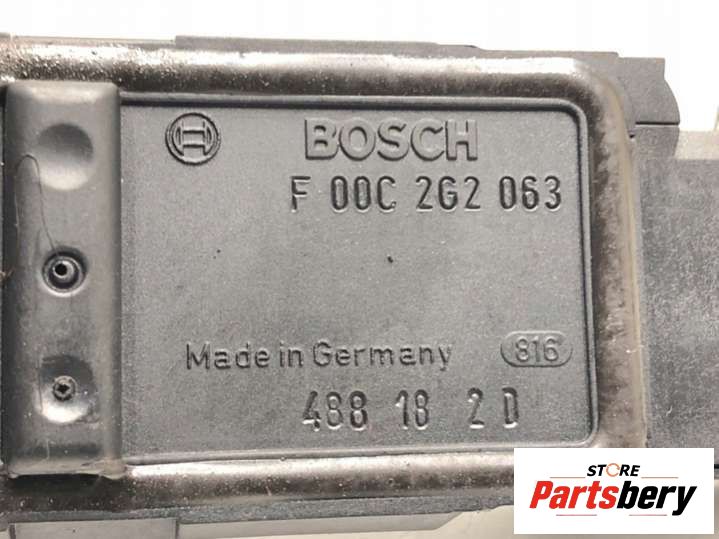 BOSCH
F 00C 2G2 063
Made in Germany 816
488 18 2 D
STORE
Partsbery